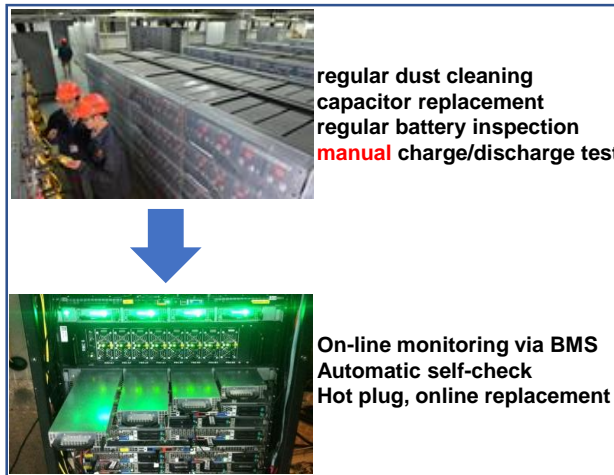 regular dust cleaning
capacitor replacement
regular battery inspection
manual charge/discharge test
On-line monitoring via BMS
Automatic self-check
Hot plug, online replacement